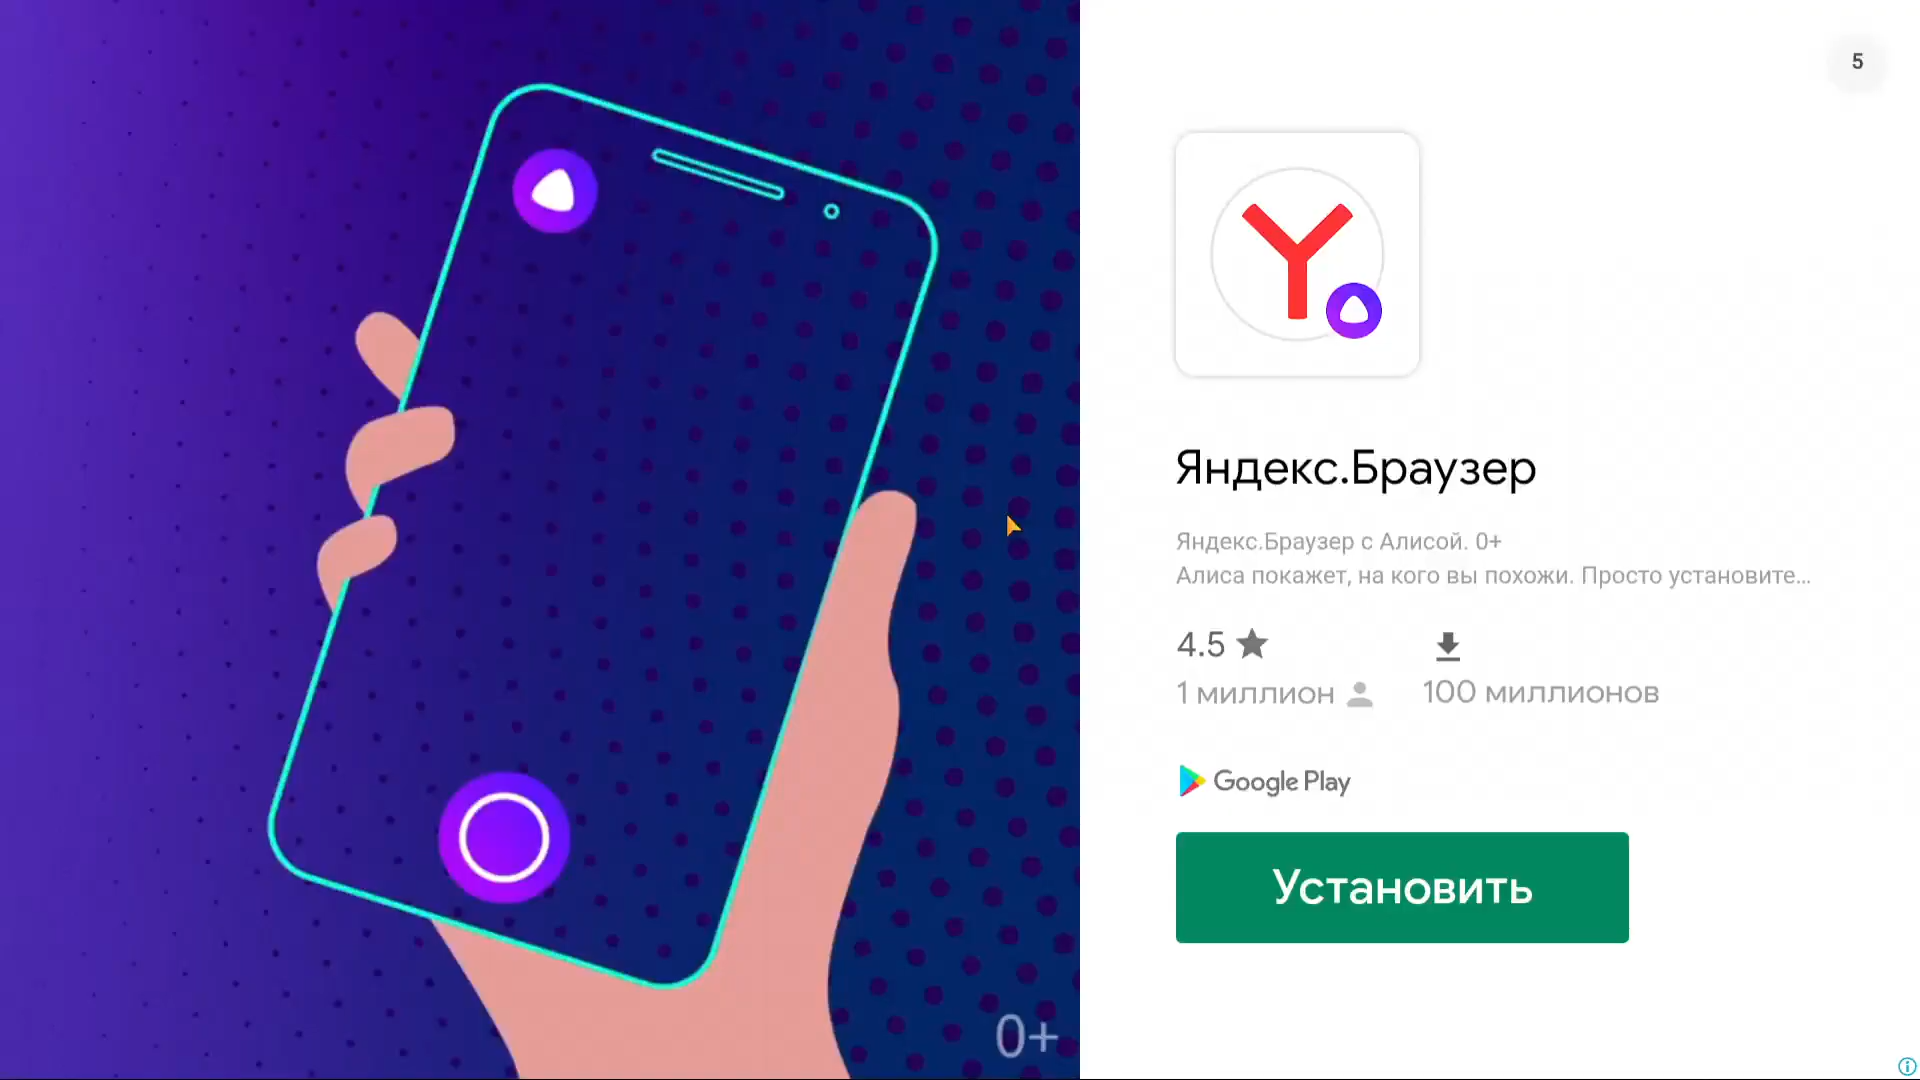 5
Яндекс.Браузер
Яндекс.Браузер с Алисой. 0+
Алиса покажет, на кого вы похожи. Просто установите...
4.5
1 миллион
100 миллионов
Google Play
Установить
0+